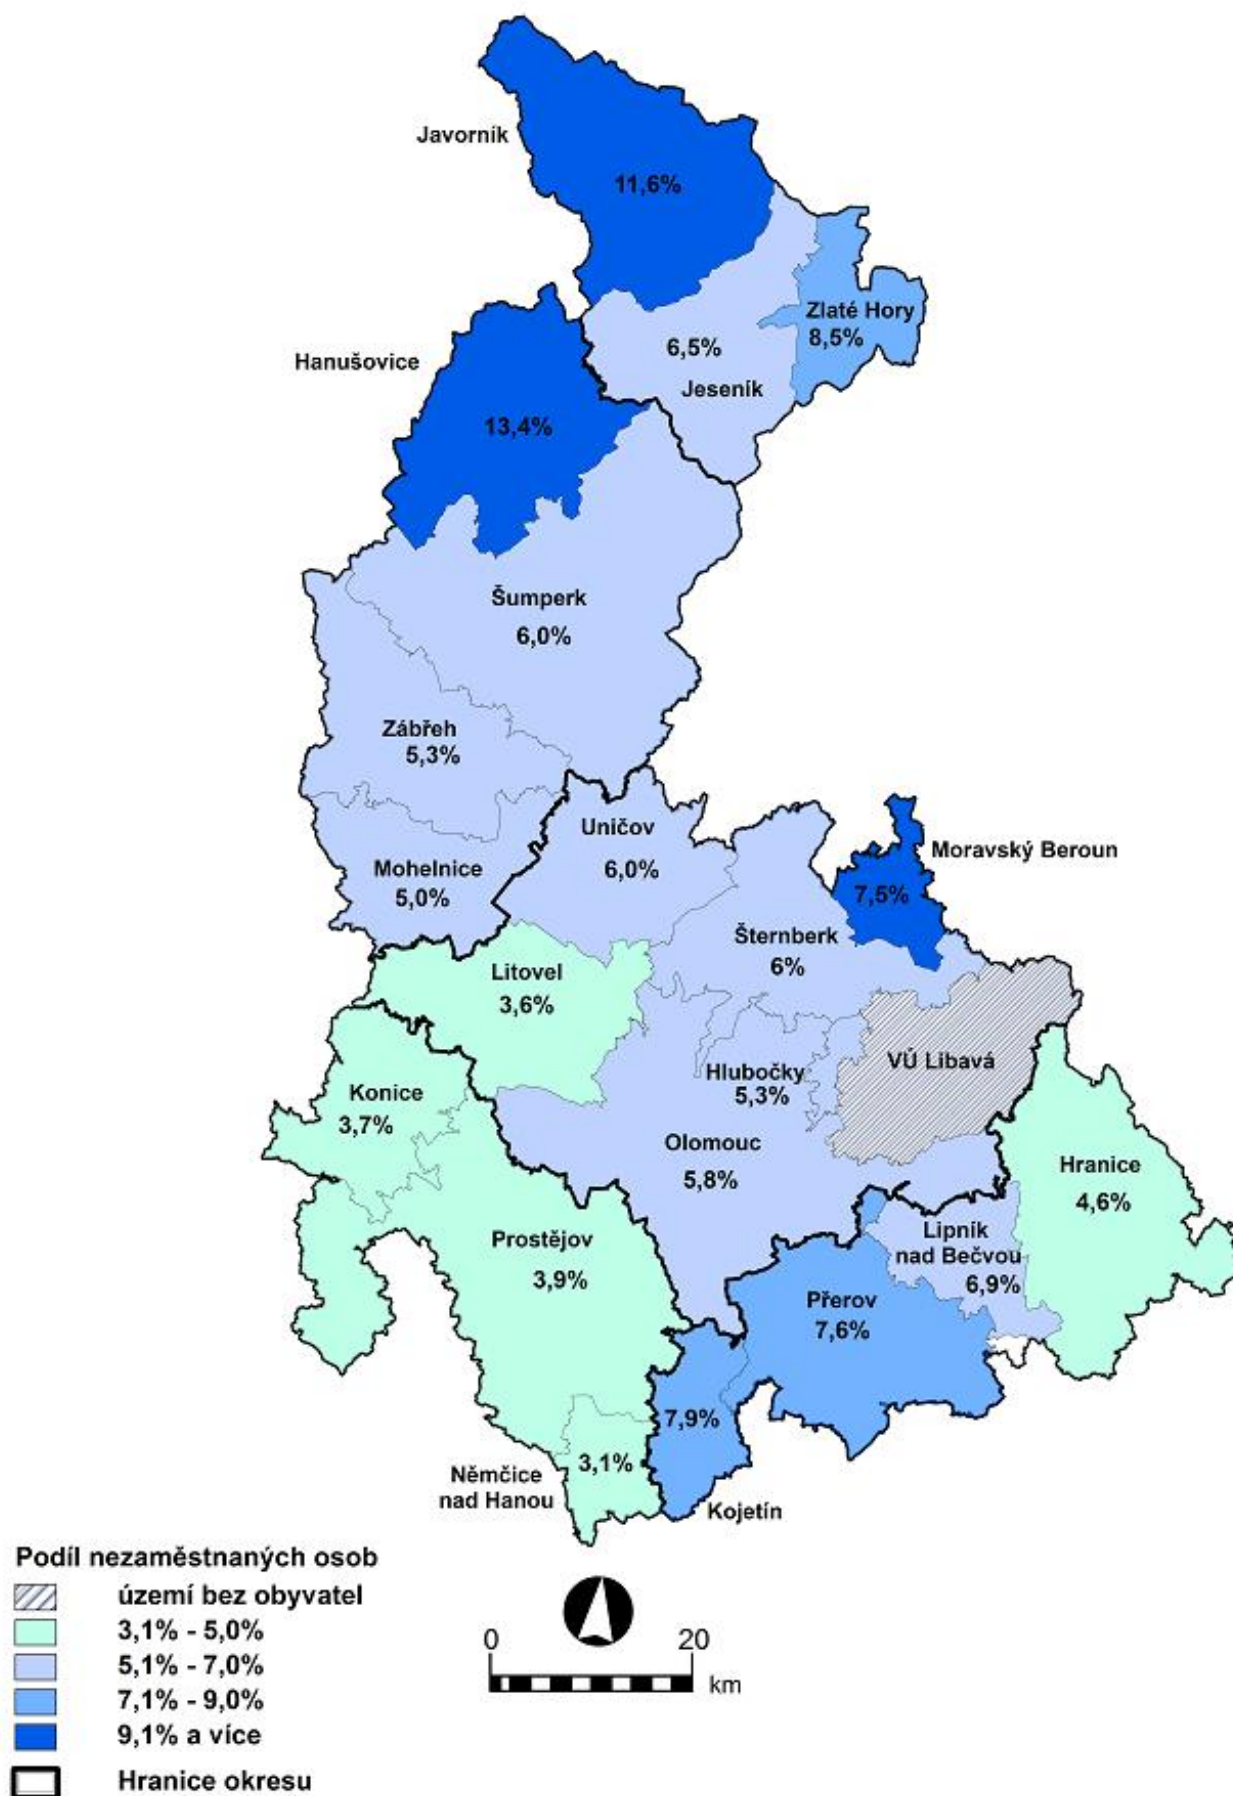 Javorník
11,6%
Zlaté Hory
8,5%
6,5%
Jeseník
Hanušovice
13,4%
Šumperk
6,0%
Zábřeh
5,3%
Uničov
6,0%
Mohelnice
5,0%
Moravský Beroun
7,5%
Šternberk
6%
Litovel
3,6%
VÚ Libavá
Hlubočky
5,3%
Konice
3,7%
Olomouc
5,8%
Hranice
4,6%
Prostějov
3,9%
Lipník
nad Bečvou
6,9%
Přerov
7,6%
7,9%
3,1%
Němčice
nad Hanou
Kojetín
Podíl nezaměstnaných osob
území bez obyvatel
3,1% - 5,0%
5,1% - 7,0%
7,1% - 9,0%
9,1% a více
Hranice okresu
0 20
km